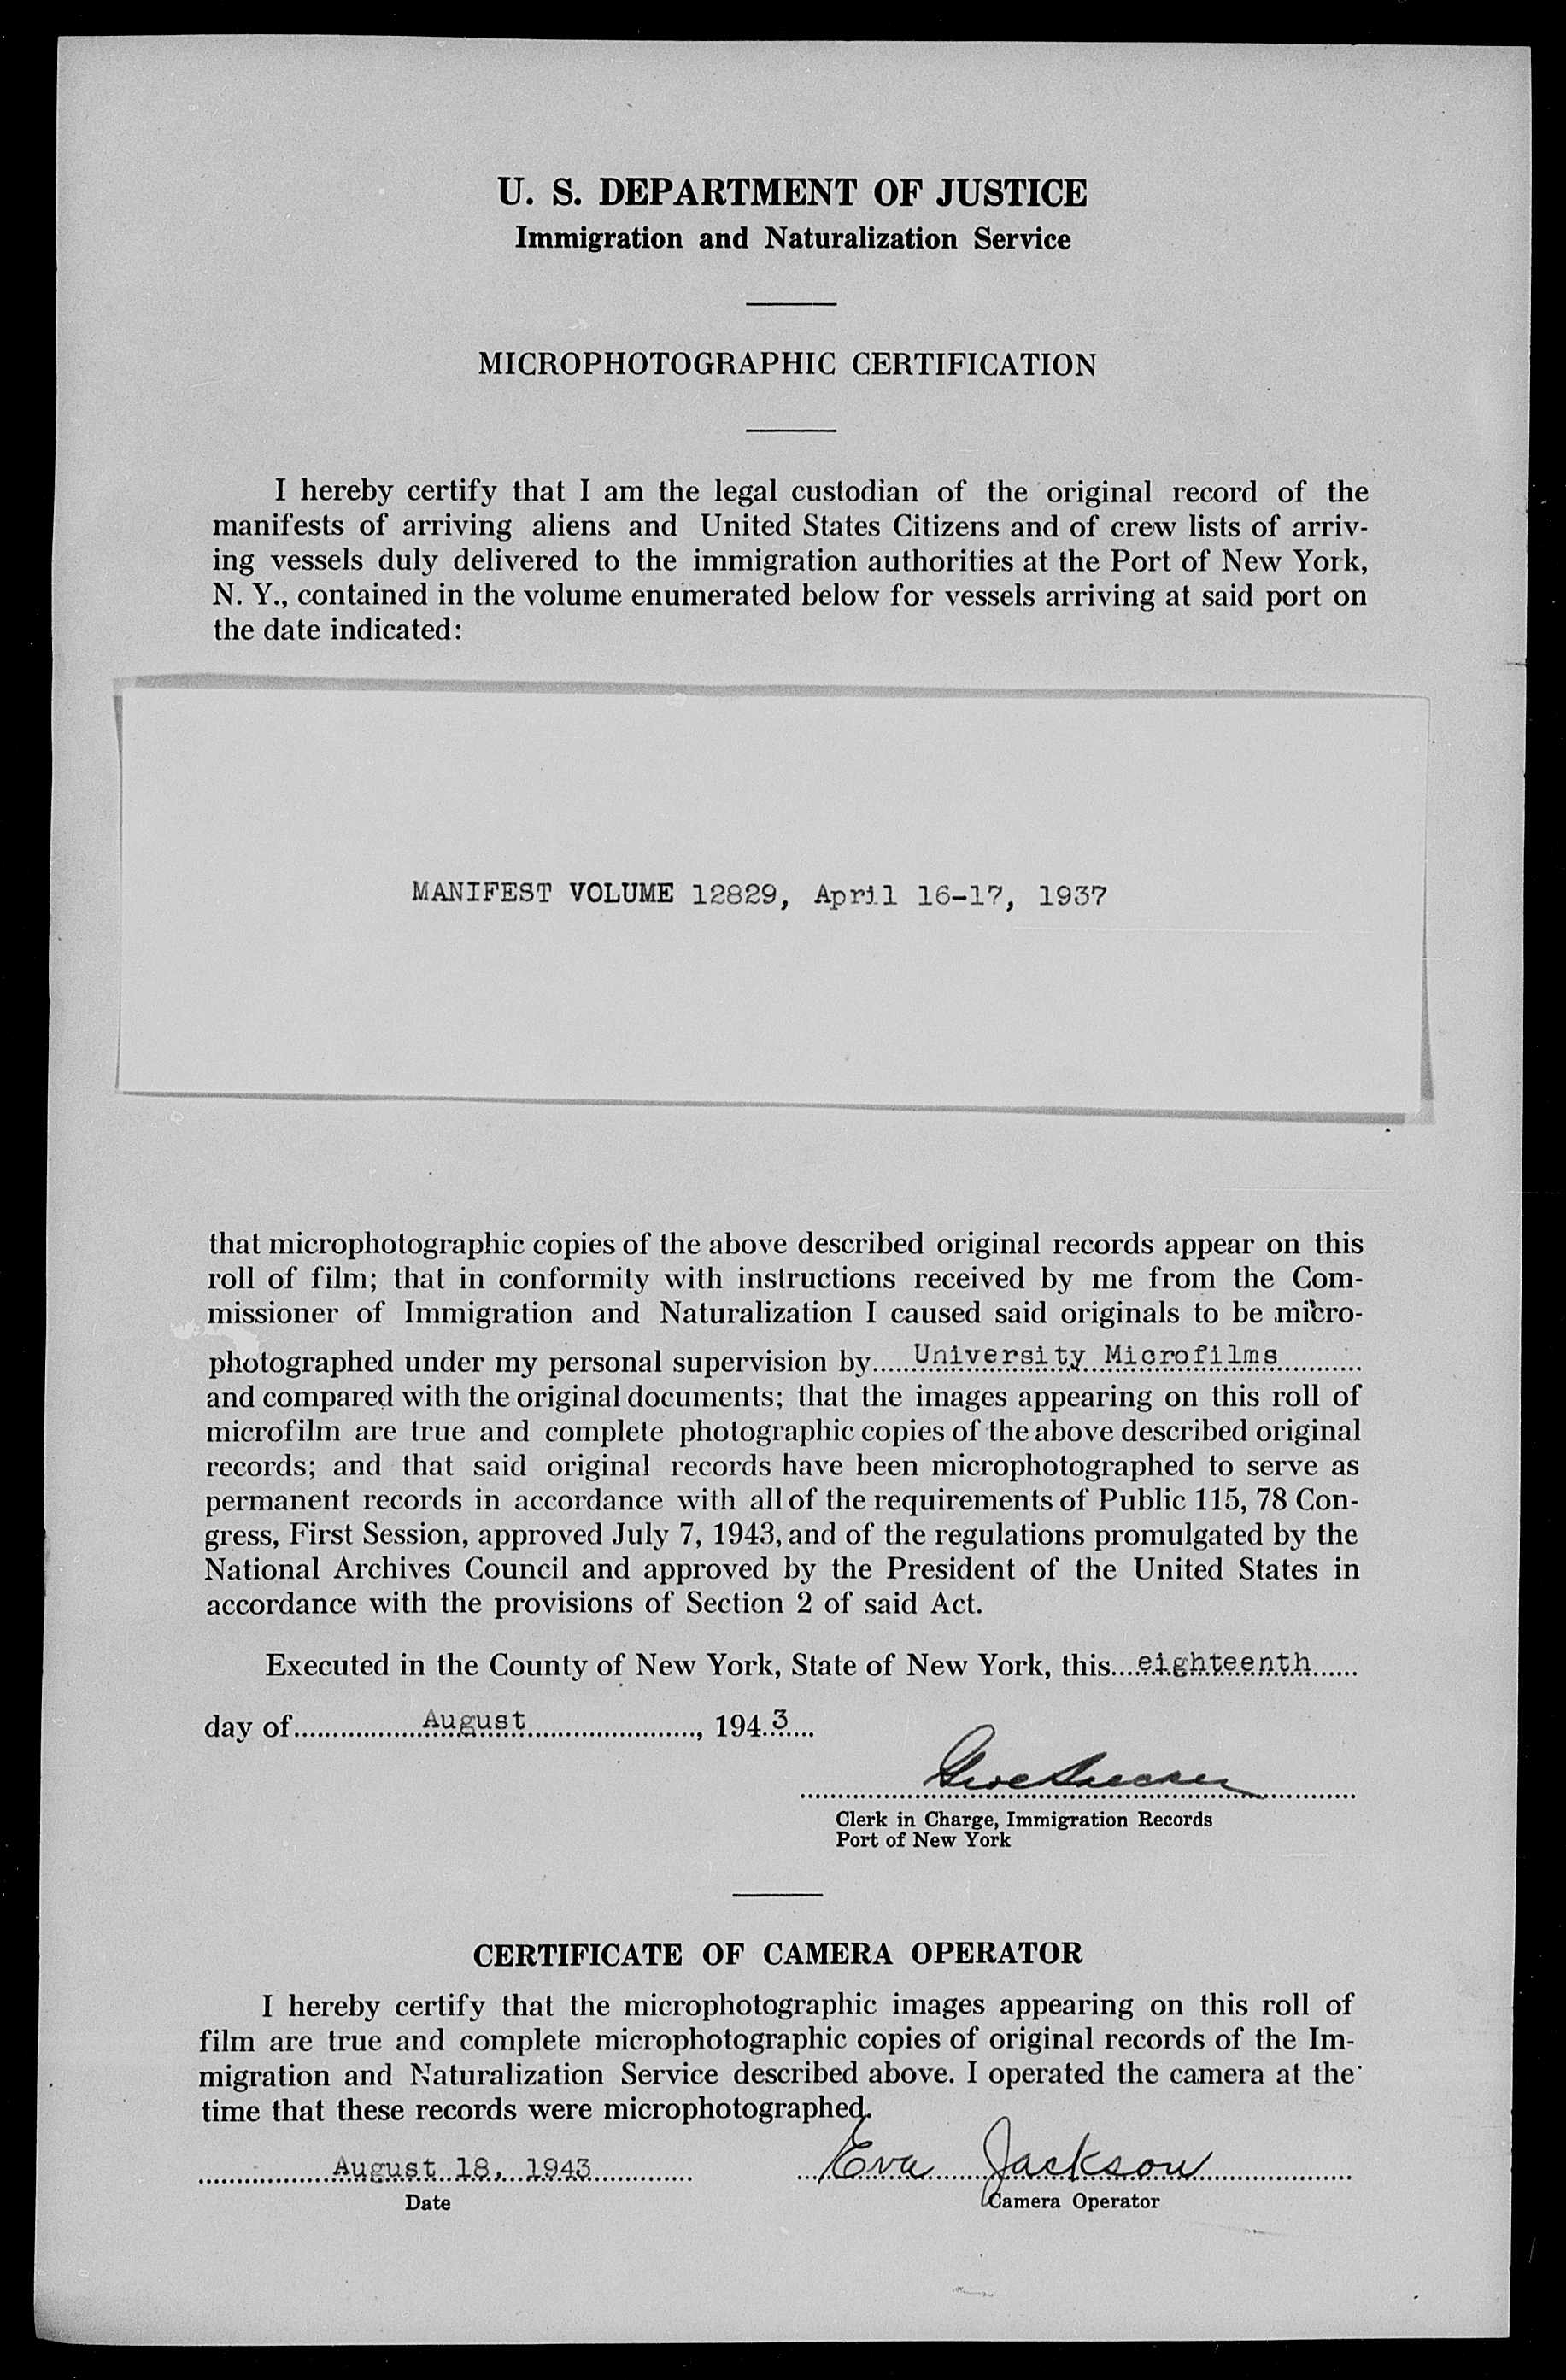 U. S. DEPARTMENT OF JUSTICE
Immigration and Naturalization Service
MICROPHOTOGRAPHIC CERTIFICATION
I hereby certify that I am the legal custodian of the original record of the
manifests of arriving aliens and United States Citizens and of crew lists of arriv-
ing vessels duly delivered to the immigration authorities at the Port of New York,
N. Y., contained in the volume enumerated below for vessels arriving at said port on
the date indicated:
MANIFEST VOLUME 12829, April 16-17, 1937
that microphotographic copies of the above described original records appear on this
roll of film; that in conformity with instructions received by me from the Com-
missioner of Immigration and Naturalization I caused said originals to be micro-
photographed under my personal supervision by University Microfilms
and compared with the original documents; that the images appearing on this roll of
microfilm are true and complete photographic copies of the above described original
records; and that said original records have been microphotographed to serve as
permanent records in accordance with all of the requirements of Public 115, 78 Con-
gress, First Session, approved July 7, 1943, and of the regulations promulgated by the
National Archives Council and approved by the President of the United States in
accordance with the provisions of Section 2 of said Act.
Executed in the County of New York, State of New York, this eighteenth
day of August, 1943
Clerk in Charge, Immigration Records
Port of New York
CERTIFICATE OF CAMERA OPERATOR
I hereby certify that the microphotographic images appearing on this roll of
film are true and complete microphotographic copies of original records of the Im-
migration and Naturalization Service described above. I operated the camera at the
time that these records were microphotographed.
August 18, 1943 Eva Jackson
Date Camera Operator